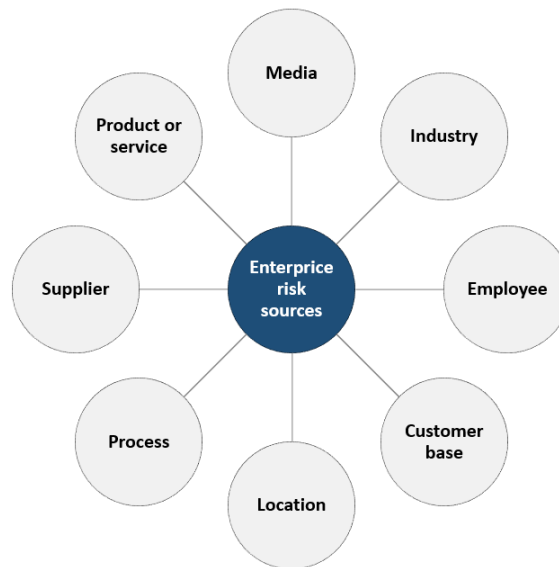 Media
Product or
service
Industry
Supplier
Enterprice
risk
sources
Employee
Process
Customer
base
Location